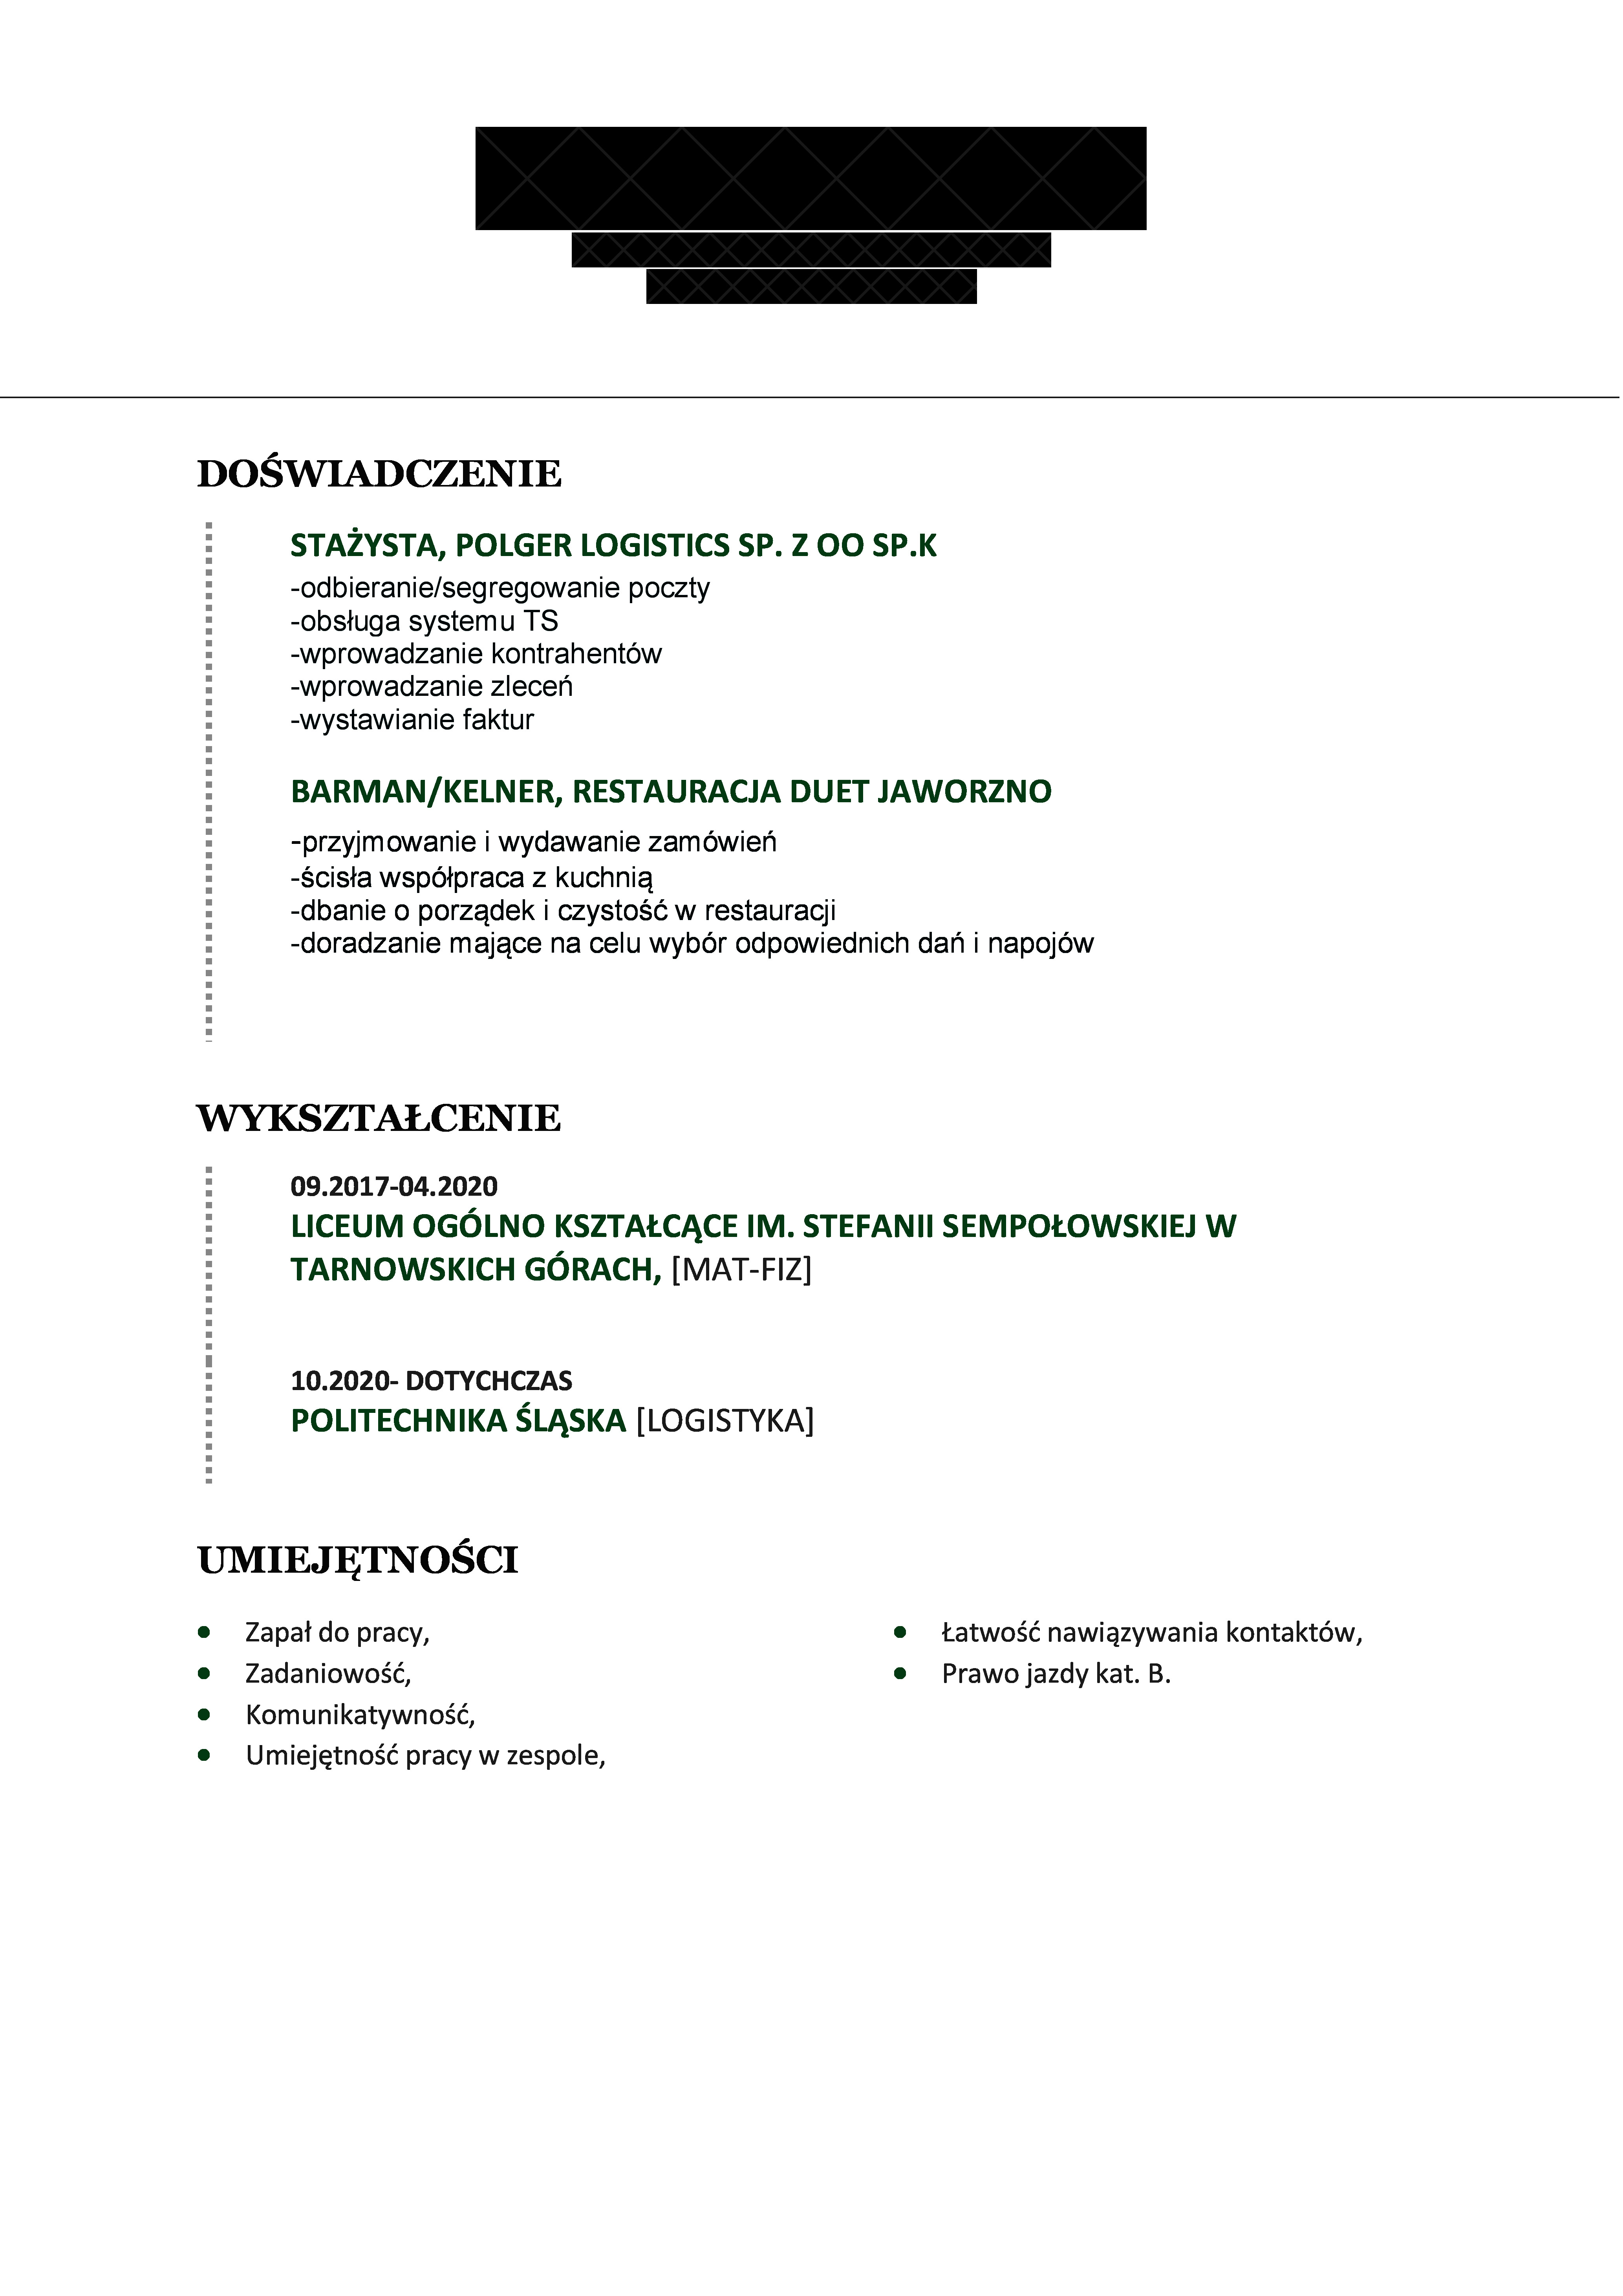 DOŚWIADCZENIE
STAŻYSTA, POLGER LOGISTICS SP. Z OO SP.K
-odbieranie/segregowanie poczty
-obsługa systemu TS
-wprowadzanie kontrahentów
-wprowadzanie zleceń
-wystawianie faktur
BARMAN/KELNER, RESTAURACJA DUET JAWORZNO
-przyjmowanie i wydawanie zamówień
-ścisła współpraca z kuchnią
-dbanie o porządek i czystość w restauracji
-doradzanie mające na celu wybór odpowiednich dań i napojów
WYKSZTAŁCENIE
09.2017-04.2020
LICEUM OGÓLNO KSZTAŁCĄCE IM. STEFANII SEMPOŁOWSKIEJ W
TARNOWSKICH GÓRACH, [MAT-FIZ]
10.2020- DOTYCHCZAS
POLITECHNIKA ŚLĄSKA [LOGISTYKA]
UMIEJĘTNOŚCI
• Zapał do pracy,
• Zadaniowość,
• Komunikatywność,
• Umiejętność pracy w zespole,
• Łatwość nawiązywania kontaktów,
• Prawo jazdy kat. B.